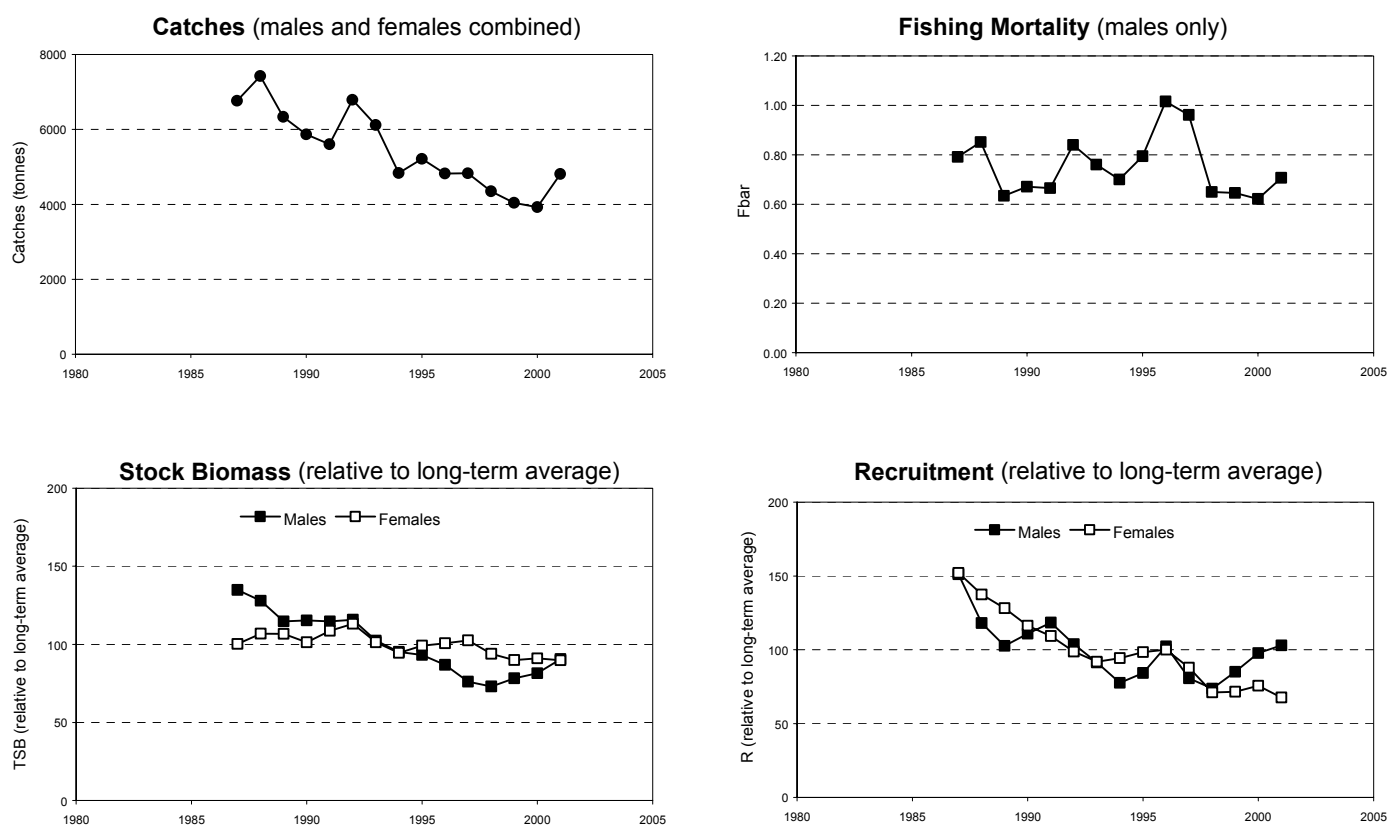 Catches (males and females combined)
8000
6000
4000
2000
0
Catches (tonnes)
1980 1985 1990 1995 2000 2005
Fishing Mortality (males only)
1.20
1.00
0.80
0.60
0.40
0.20
0.00
Fbar
1980 1985 1990 1995 2000 2005
Stock Biomass (relative to long-term average)
200
150
100
50
0
TSB (relative to long-term average)
Males Females
1980 1985 1990 1995 2000 2005
Recruitment (relative to long-term average)
200
150
100
50
0
R (relative to long-term average)
Males Females
1980 1985 1990 1995 2000 2005